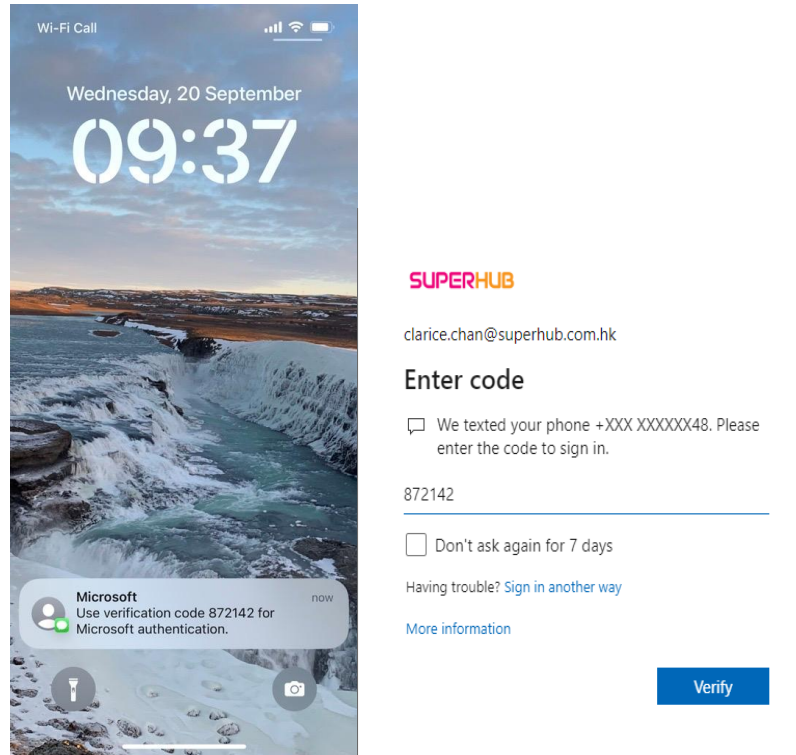 Wi-Fi Call
Wednesday, 20 September
09:37
Microsoft
now
Use verification code 872142 for
Microsoft authentication.
SUPERHUB
clarice.chan@superhub.com.hk
Enter code
We texted your phone +XXX XXXXXX48. Please
enter the code to sign in.
872142
Don't ask again for 7 days
Having trouble? Sign in another way
More information
Verify